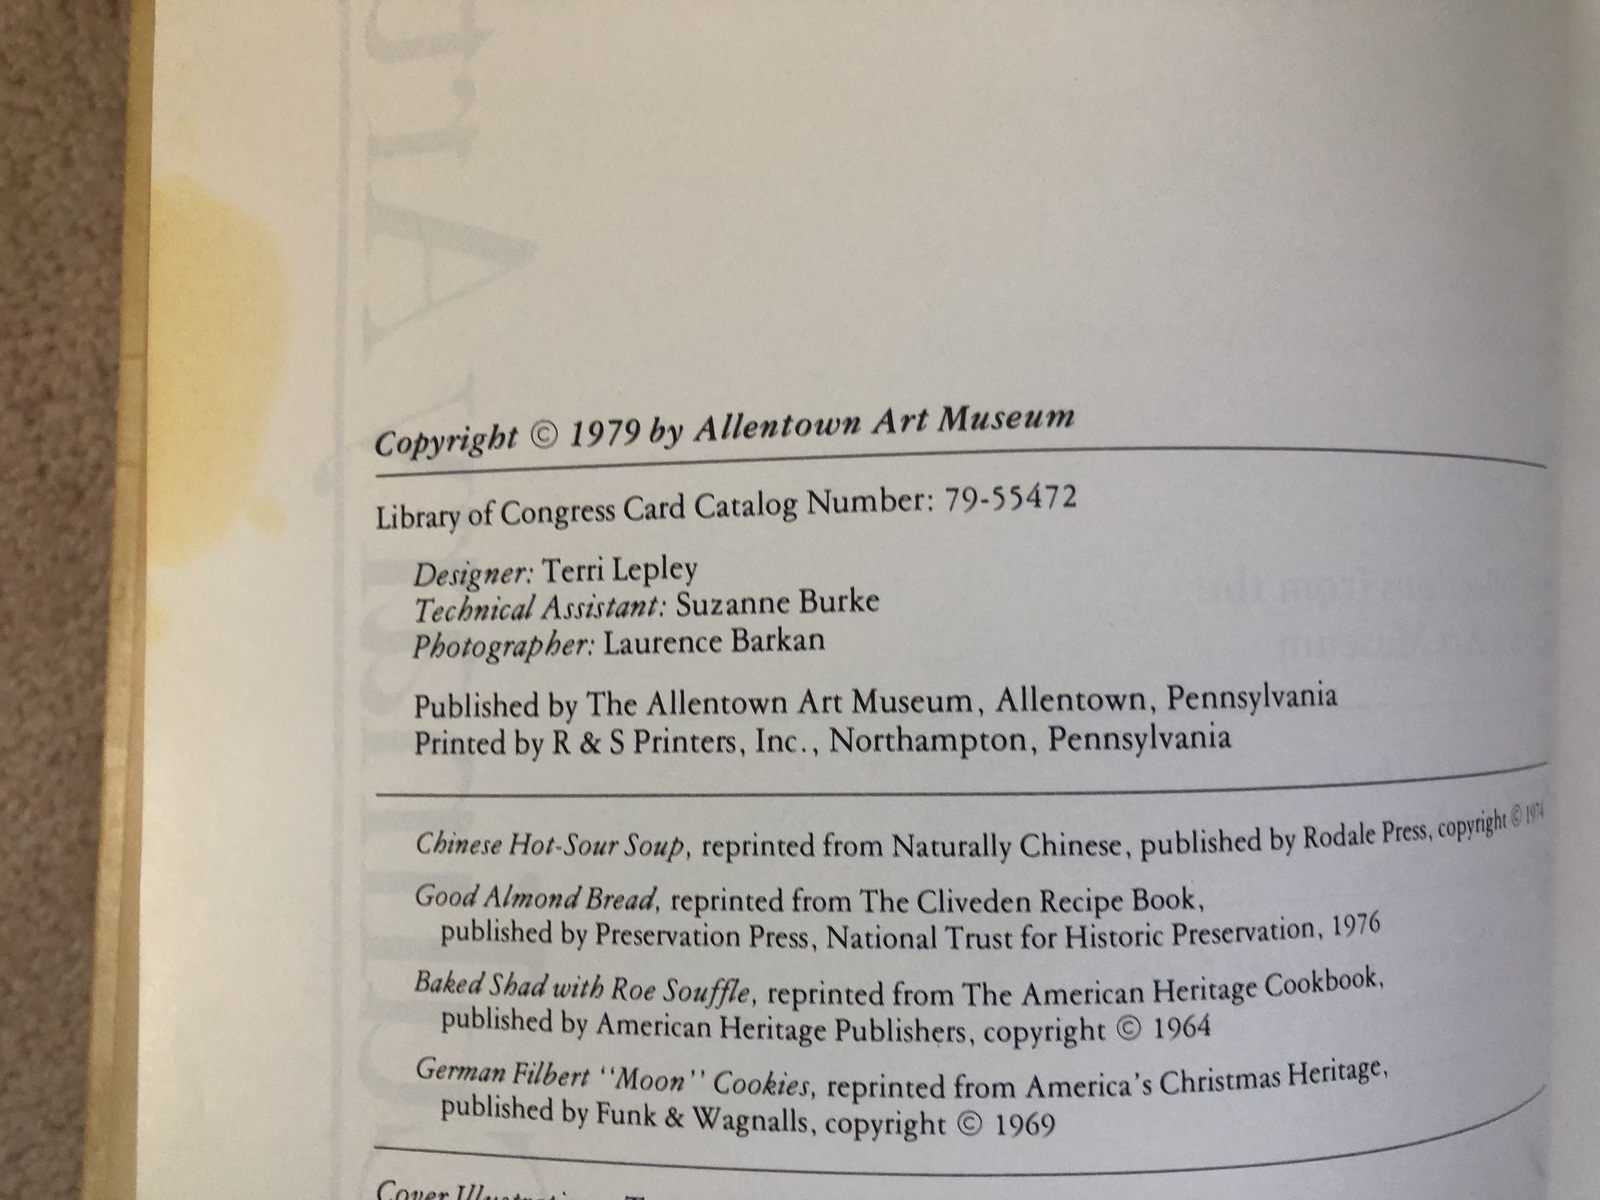 Copyright © 1979 by Allentown Art Museum
Library of Congress Card Catalog Number: 79-55472
Designer: Terri Lepley
Technical Assistant: Suzanne Burke
Photographer: Laurence Barkan
Published by The Allentown Art Museum, Allentown, Pennsylvania
Printed by R & S Printers, Inc., Northampton, Pennsylvania
Chinese Hot-Sour Soup, reprinted from Naturally Chinese, published by Rodale Press, copyright © 1974
Good Almond Bread, reprinted from The Cliveden Recipe Book,
published by Preservation Press, National Trust for Historic Preservation, 1976
Baked Shad with Roe Souffle, reprinted from The American Heritage Cookbook,
published by American Heritage Publishers, copyright © 1964
German Filbert ‘‘Moon’’ Cookies, reprinted from America's Christmas Heritage,
published by Funk & Wagnalls, copyright © 1969
Cover